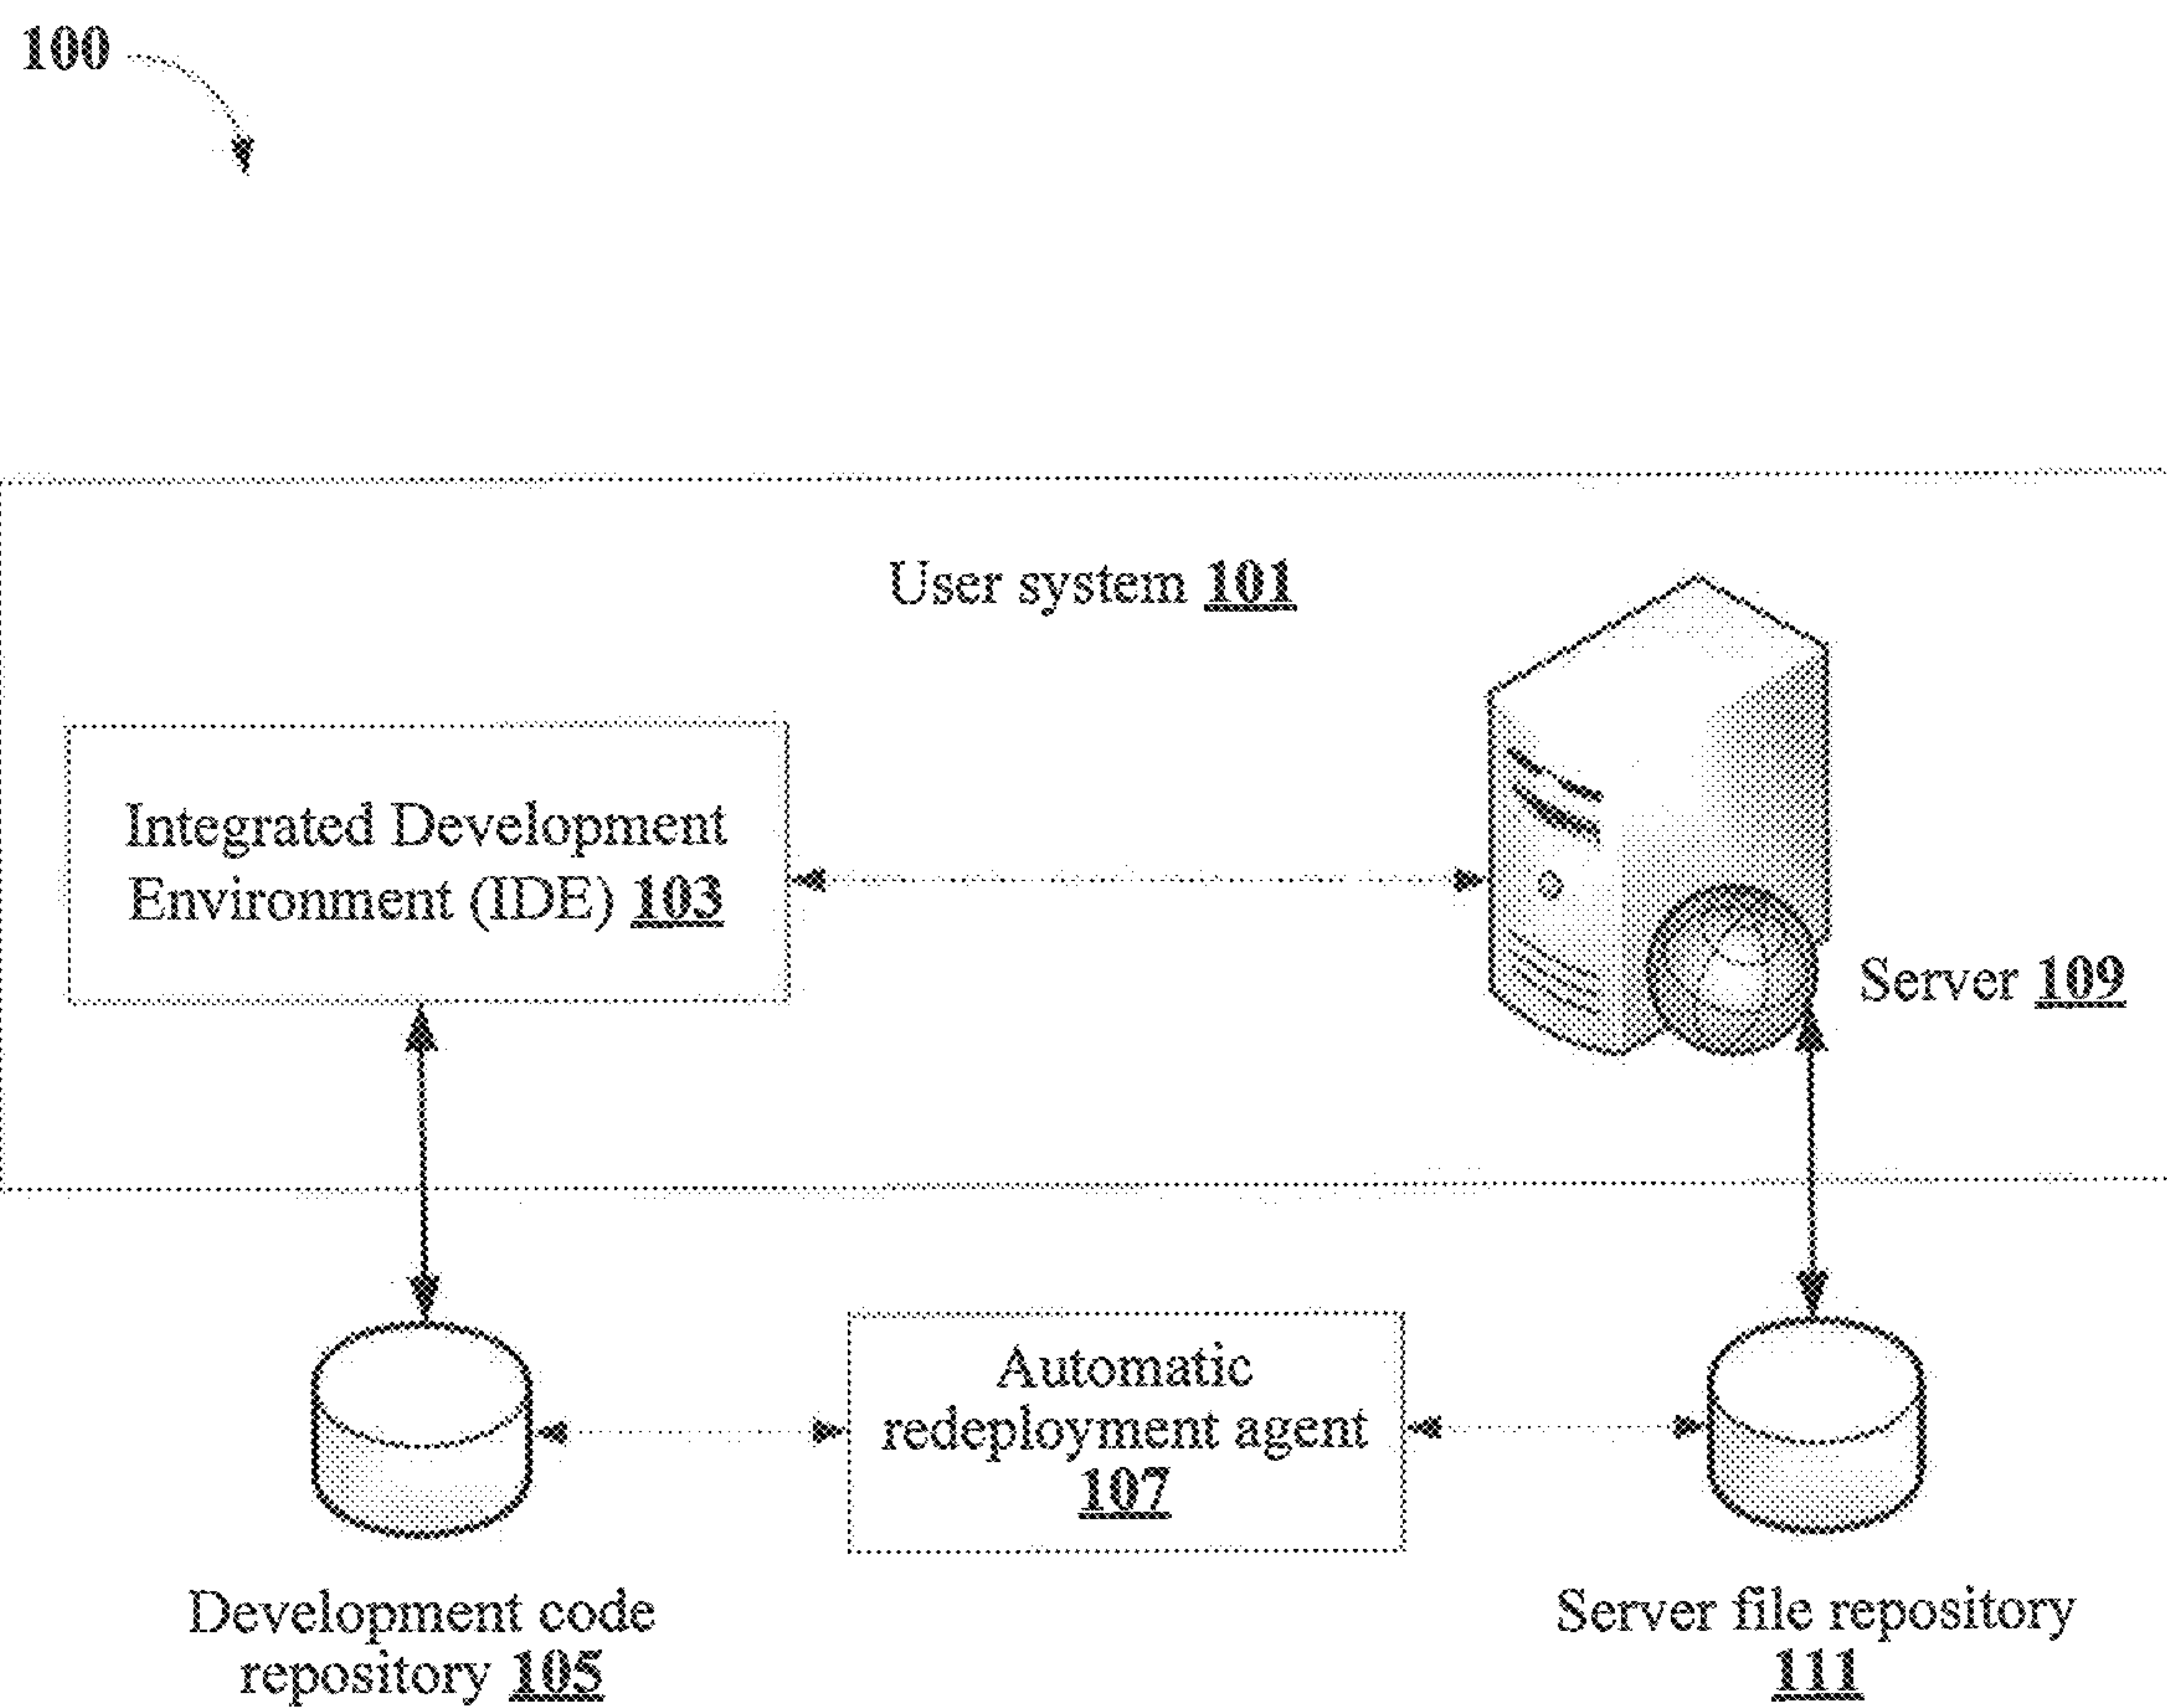 100
User system 101
Integrated Development
Environment (IDE) 103
Server 109
Automatic
redeployment agent
107
Development code
repository 105
Server file repository
111